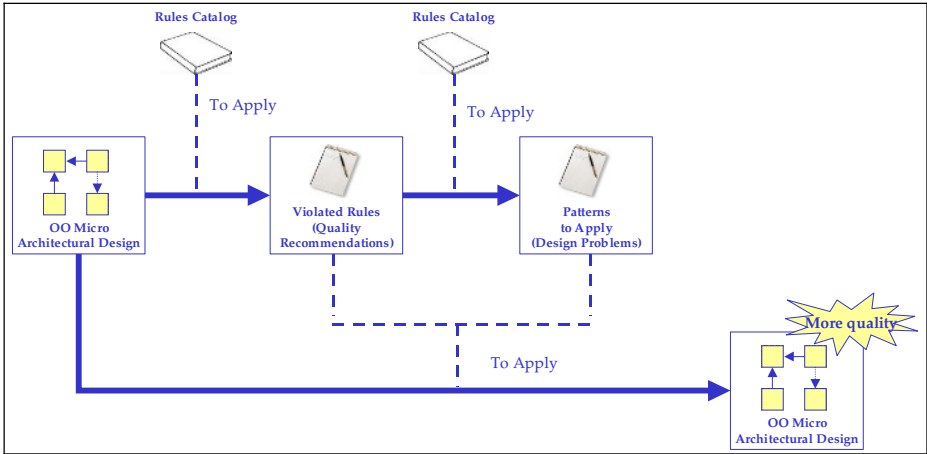 Rules Catalog
Rules Catalog
To Apply
To Apply
OO Micro
Architectural Design
Violated Rules
(Quality
Recommendations)
Patterns
to Apply
(Design Problems)
More quality
To Apply
OO Micro
Architectural Design